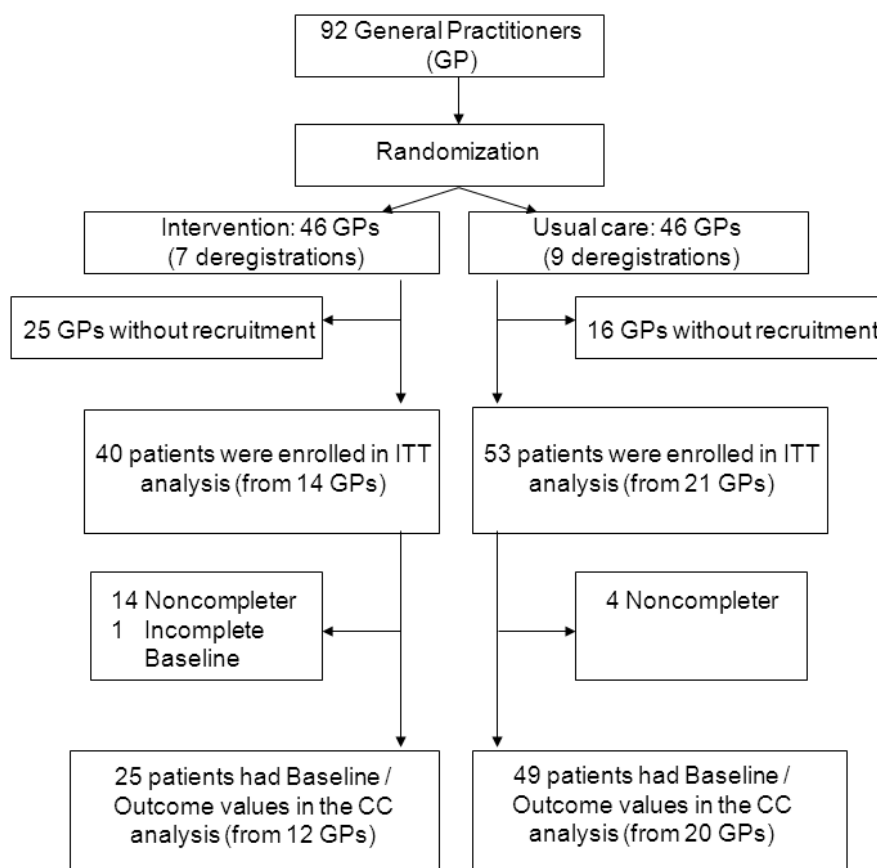 92 General Practitioners
(GP)
Randomization
Intervention: 46 GPs
(7 deregistrations)
Usual care: 46 GPs
(9 deregistrations)
25 GPs without recruitment
16 GPs without recruitment
40 patients were enrolled in ITT
analysis (from 14 GPs)
53 patients were enrolled in ITT
analysis (from 21 GPs)
14 Noncompleter
1 Incomplete
Baseline
4 Noncompleter
25 patients had Baseline /
Outcome values in the CC
analysis (from 12 GPs)
49 patients had Baseline /
Outcome values in the CC
analysis (from 20 GPs)